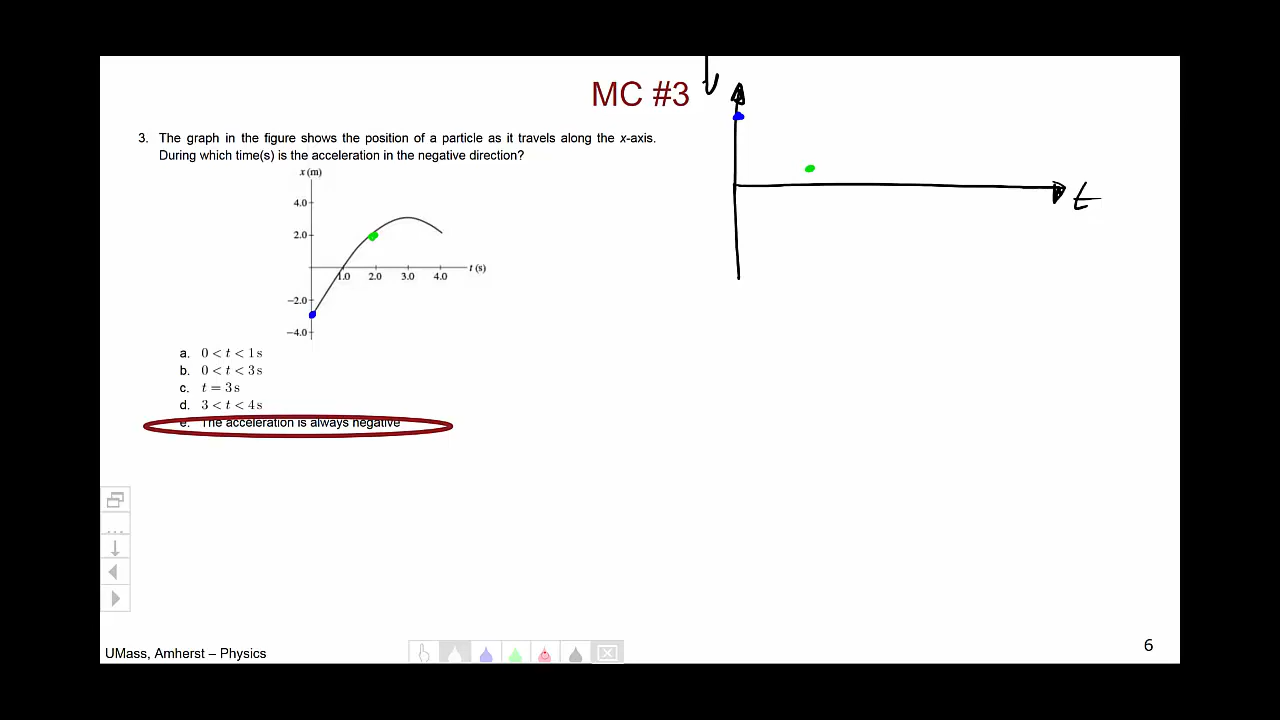 MC #3
v
3. The graph in the figure shows the position of a particle as it travels along the x-axis.
During which time(s) is the acceleration in the negative direction?
x (m)
4.0
2.0
t (s)
1.0 2.0 3.0 4.0
−2.0
−4.0
t
a. 0 < t < 1 s
b. 0 < t < 3 s
c. t = 3 s
d. 3 < t < 4 s
e. The acceleration is always negative
UMass, Amherst – Physics
6